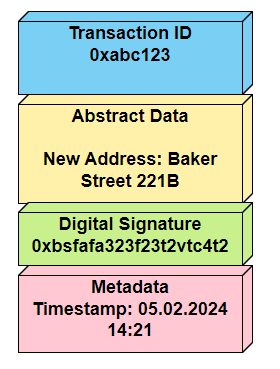 Transaction ID
0xabc123
Abstract Data
New Address: Baker
Street 221B
Digital Signature
0xbsfafa323f23t2vtc4t2
Metadata
Timestamp: 05.02.2024
14:21